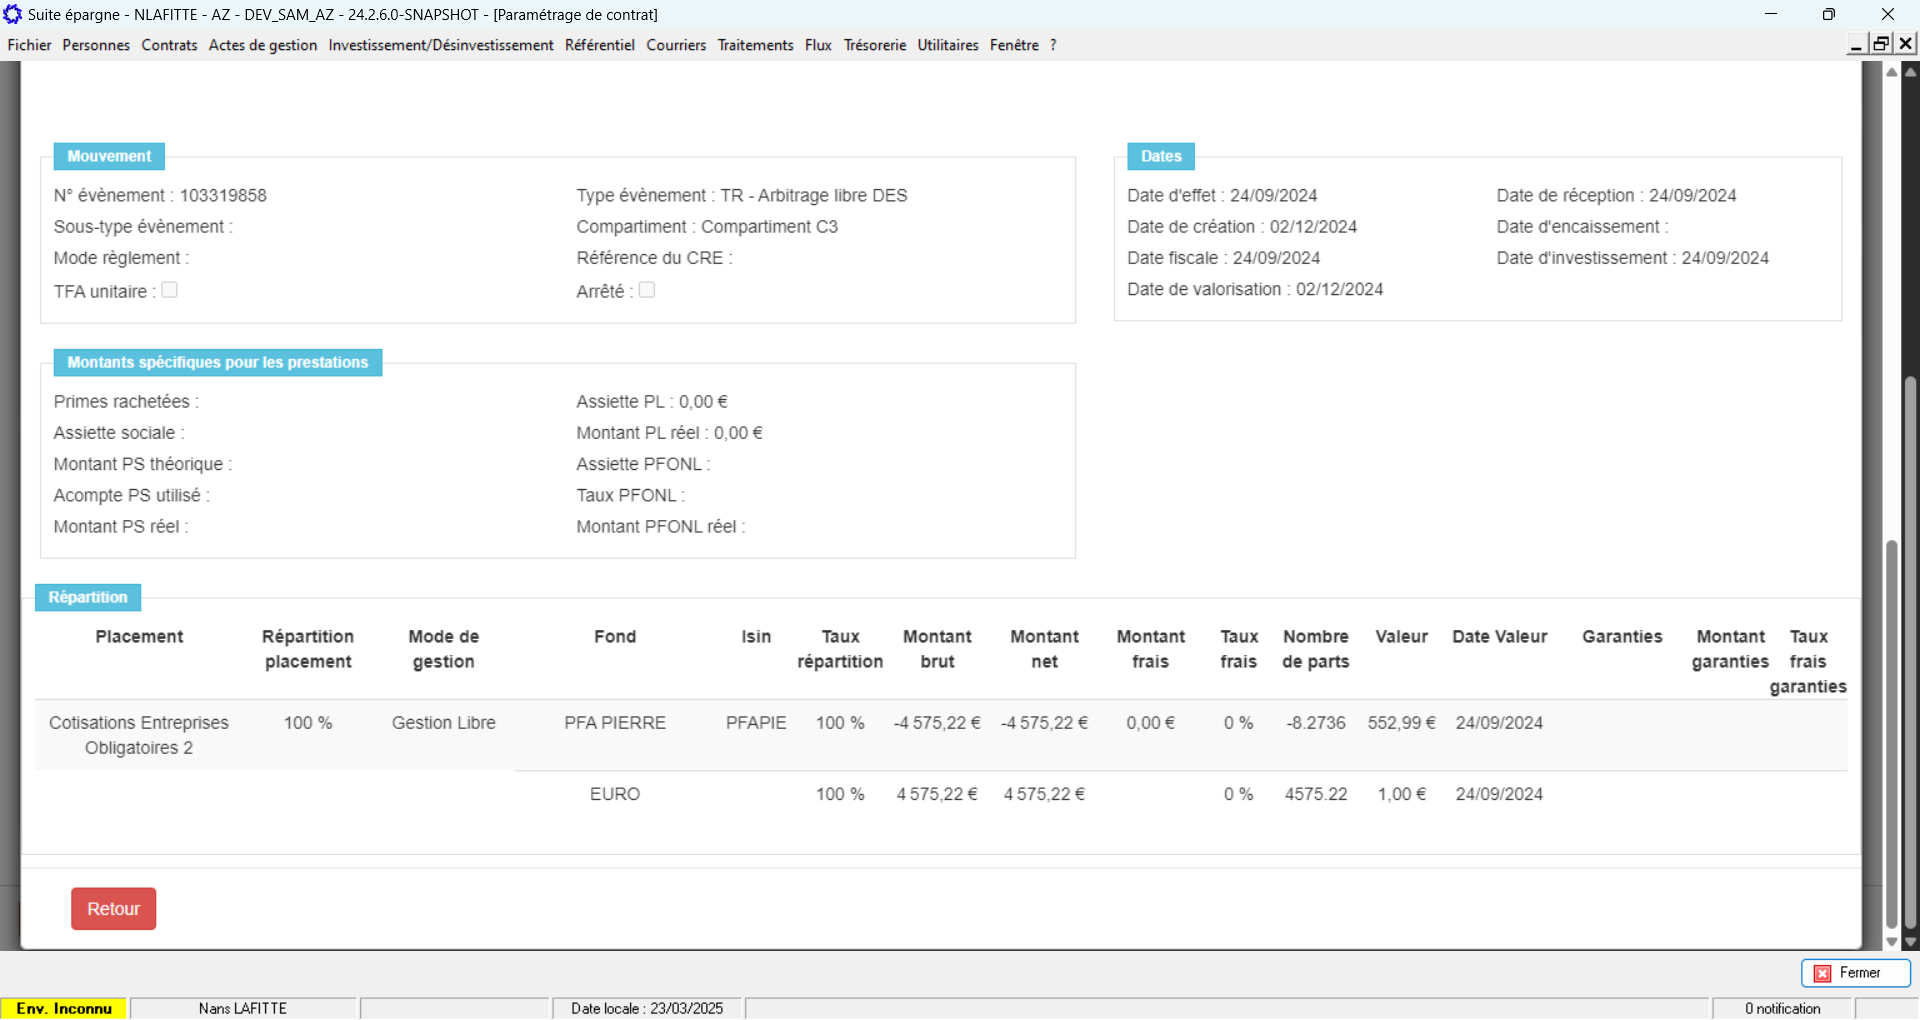 Suite épargne - NLAFITTE - AZ - DEV_SAM_AZ - 24.2.6.0-SNAPSHOT - [Paramétrage de contrat]
Fichier Personnes Contrats Actes de gestion Investissement/Désinvestissement Référentiel Courriers Traitements Flux Trésorerie Utilitaires Fenêtre ?
Mouvement
N° évènement : 103319858
Type évènement : TR - Arbitrage libre DES
Sous-type évènement :
Compartiment : Compartiment C3
Mode règlement :
Référence du CRE :
TFA unitaire :
Arrêté :
Dates
Date d'effet : 24/09/2024
Date de réception : 24/09/2024
Date de création : 02/12/2024
Date d'encaissement :
Date fiscale : 24/09/2024
Date d'investissement : 24/09/2024
Date de valorisation : 02/12/2024
Montants spécifiques pour les prestations
Primes rachetées :
Assiette PL : 0,00 €
Assiette sociale :
Montant PL réel : 0,00 €
Montant PS théorique :
Assiette PFONL :
Acompte PS utilisé :
Taux PFONL :
Montant PS réel :
Montant PFONL réel :
Répartition
Placement Répartition Mode de Fond Isin Taux Montant Montant Montant Taux Nombre Valeur Date Valeur Garanties Montant Taux
placement gestion répartition brut net frais frais de parts garanties frais
garanties
Cotisations Entreprises 100 % Gestion Libre PFA PIERRE PFAPIE 100 % -4 575,22 € -4 575,22 € 0,00 € 0 % -8.2736 552,99 € 24/09/2024
Obligatoires 2
EURO 100 % 4 575,22 € 4 575,22 € 0 % 4575.22 1,00 € 24/09/2024
Retour
Fermer
Env. Inconnu Nans LAFITTE Date locale : 23/03/2025 0 notification